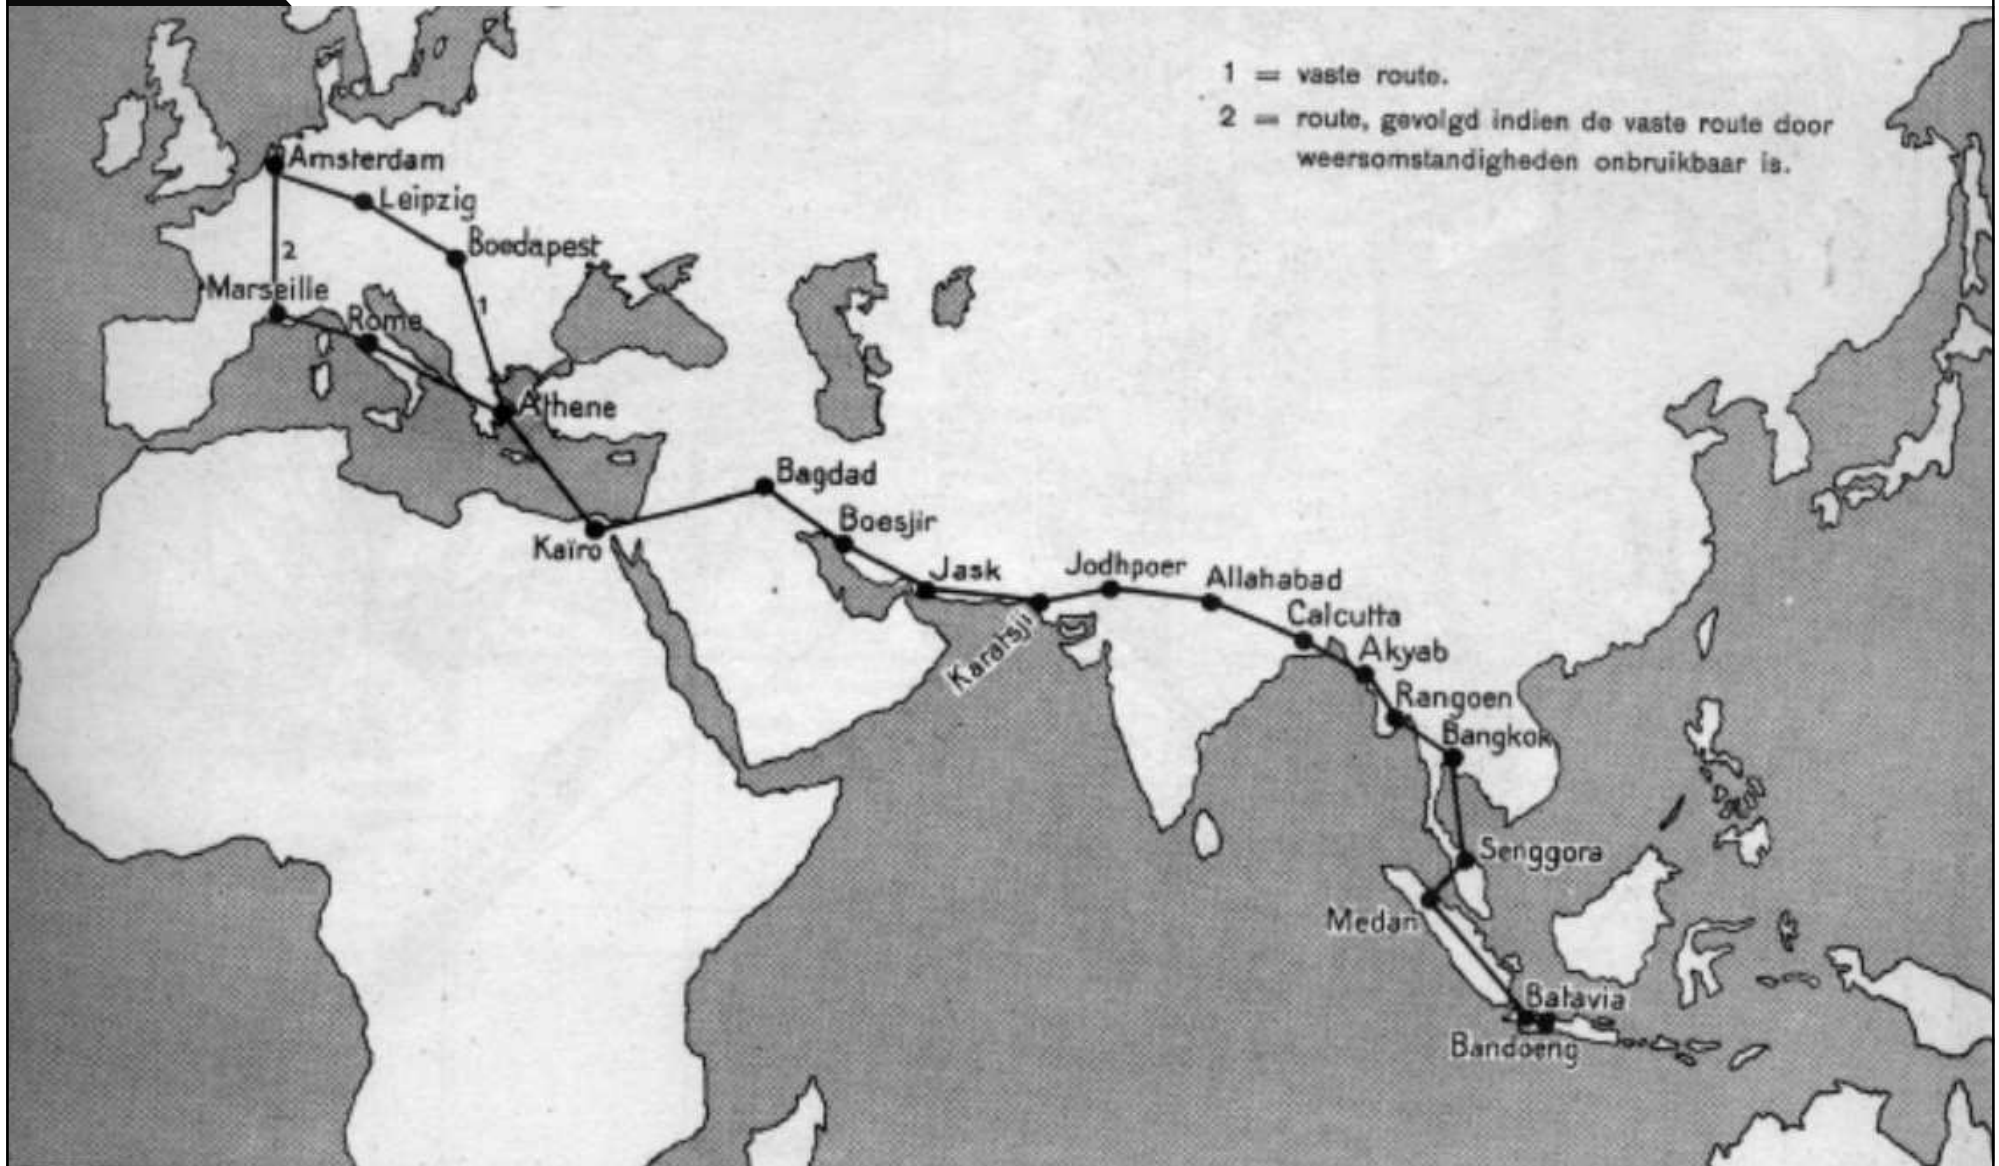 1 = vaste route.
2 = route, gevolgd indien de vaste route door
weersomstandigheden onbruikbaar is.
Amsterdam
Leipzig
Boedapest
2
Marseille
1
Rome
Athene
Bagdad
Boesjir
Kaïro
Jask
Jodhpoer
Allahabad
Calcutta
Karatsji
Akyab
Rangoen
Bangkok
Senggora
Medan
Batavia
Bandoeng